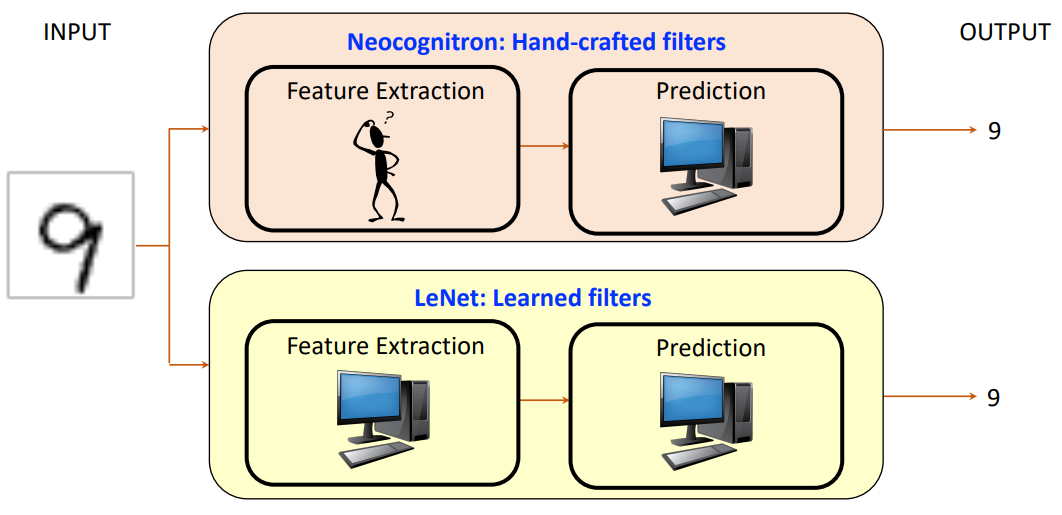 INPUT
OUTPUT
Neocognitron: Hand-crafted filters
Feature Extraction
Prediction
?
9
9
LeNet: Learned filters
Feature Extraction
Prediction
9